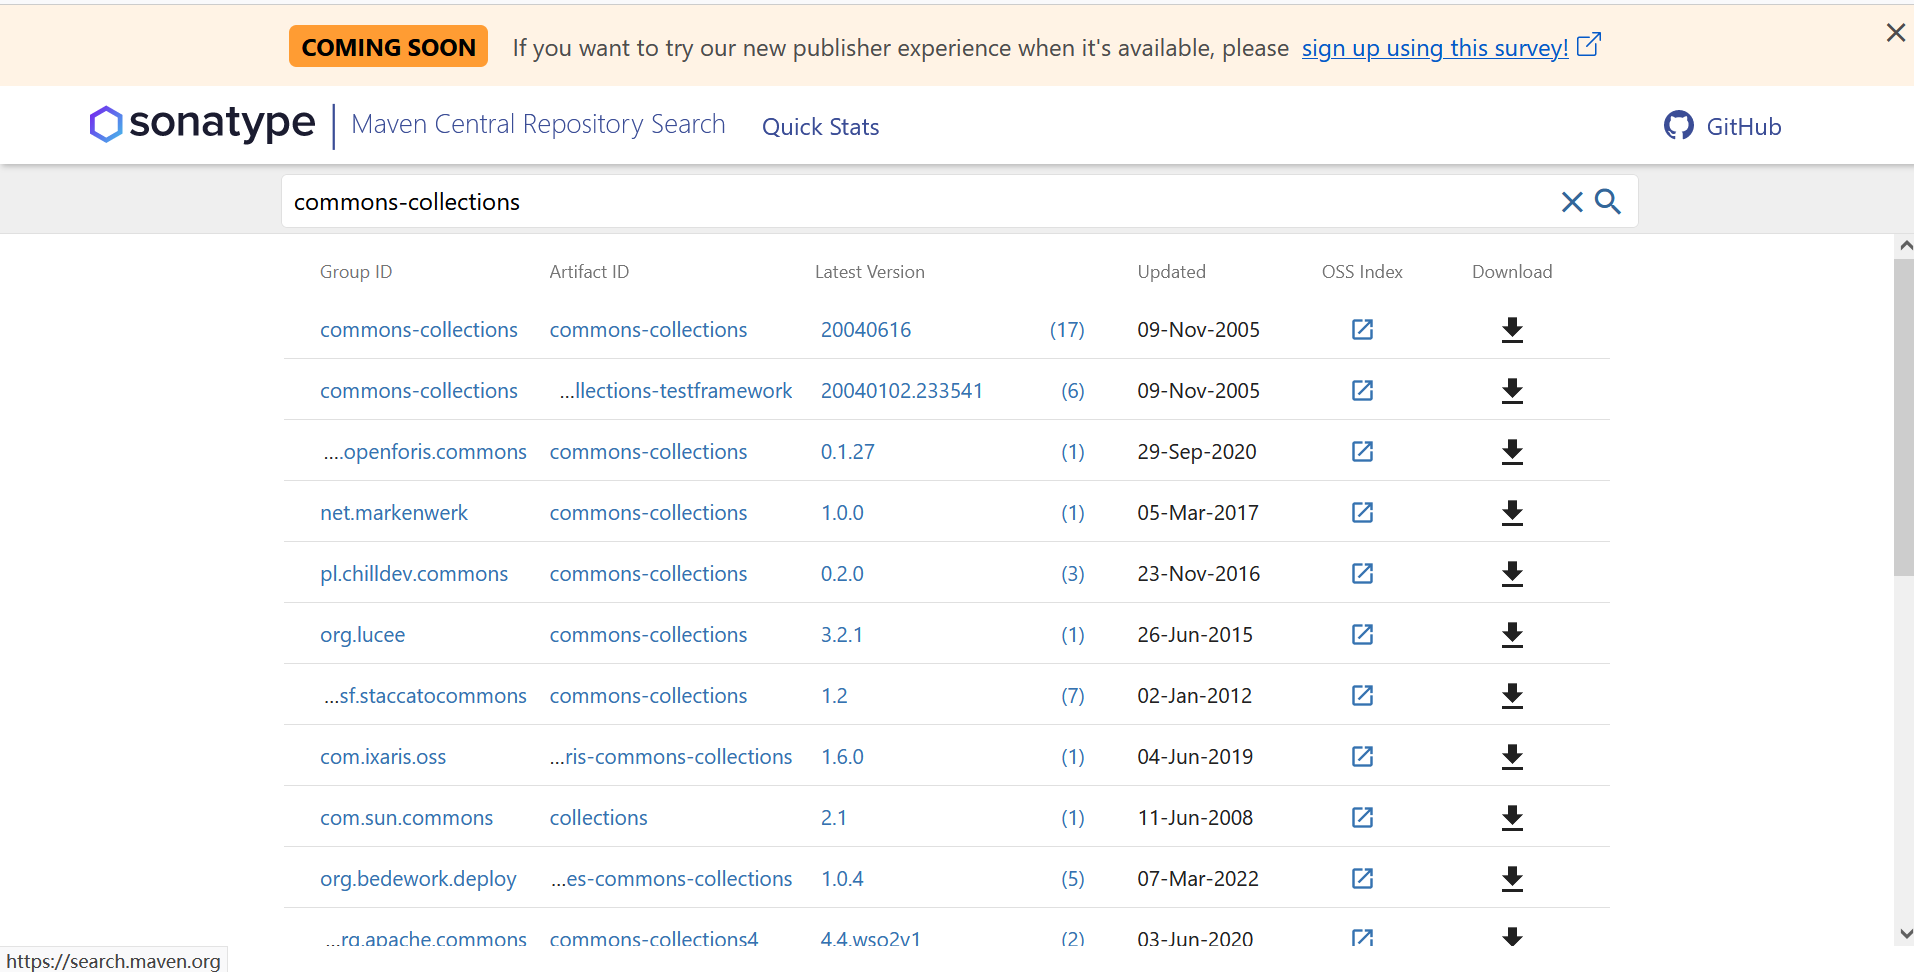 COMING SOON If you want to try our new publisher experience when it's available, please sign up using this survey!
sonatype Maven Central Repository Search Quick Stats GitHub
commons-collections
Group ID Artifact ID Latest Version Updated OSS Index Download
commons-collections commons-collections 20040616 (17) 09-Nov-2005
commons-collections ...llections-testframework 20040102.233541 (6) 09-Nov-2005
....openforis.commons commons-collections 0.1.27 (1) 29-Sep-2020
net.markenwerk commons-collections 1.0.0 (1) 05-Mar-2017
pl.chilldev.commons commons-collections 0.2.0 (3) 23-Nov-2016
org.lucee commons-collections 3.2.1 (1) 26-Jun-2015
...sf.staccatocommons commons-collections 1.2 (7) 02-Jan-2012
com.ixaris.oss ...ris-commons-collections 1.6.0 (1) 04-Jun-2019
com.sun.commons collections 2.1 (1) 11-Jun-2008
org.bedework.deploy ...es-commons-collections 1.0.4 (5) 07-Mar-2022
...rg.apache.commons commons-collections4 4.4.wso2v1 (2) 03-Jun-2020
https://search.maven.org